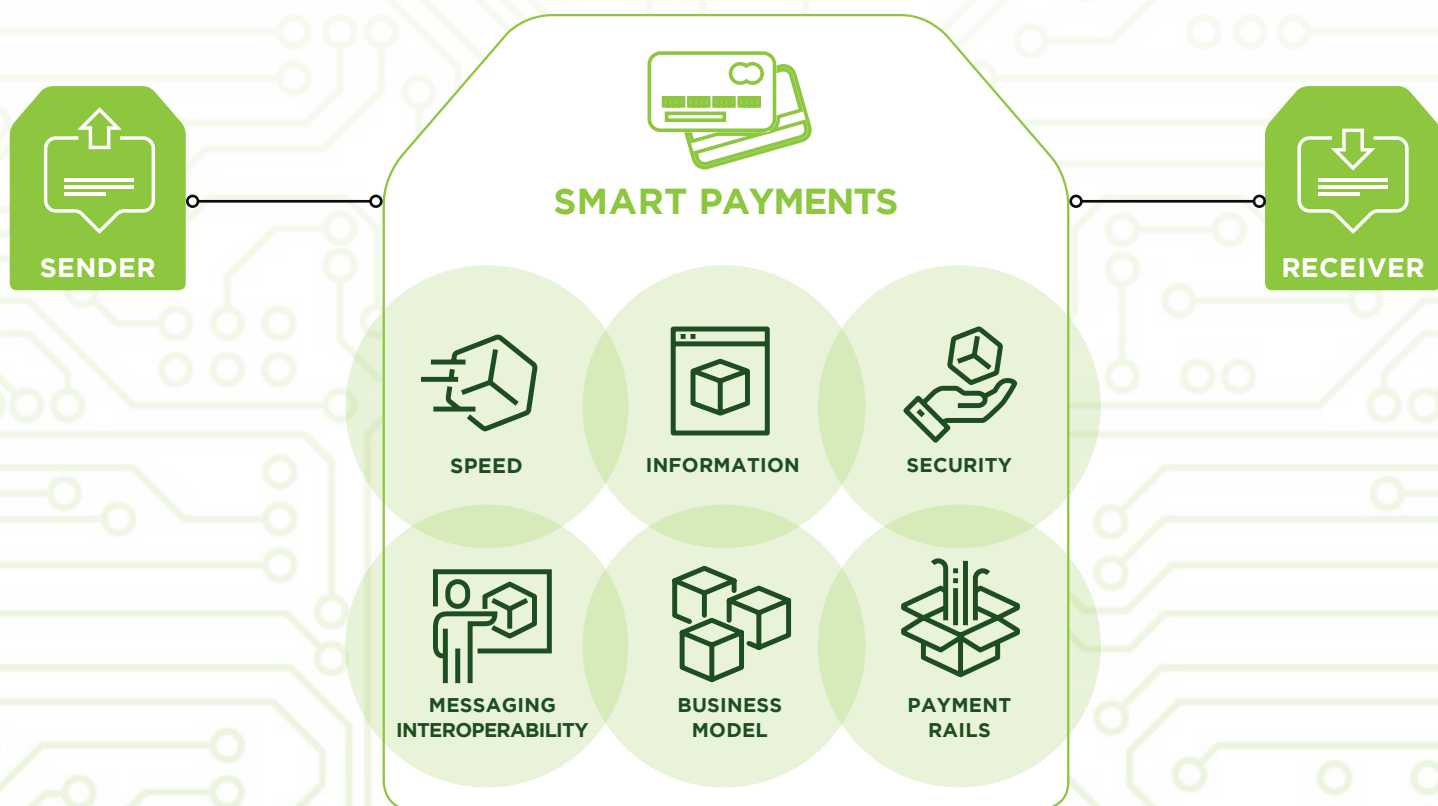 SMART PAYMENTS
SENDER
RECEIVER
SPEED
INFORMATION
SECURITY
MESSAGING
INTEROPERABILITY
BUSINESS
MODEL
PAYMENT
RAILS